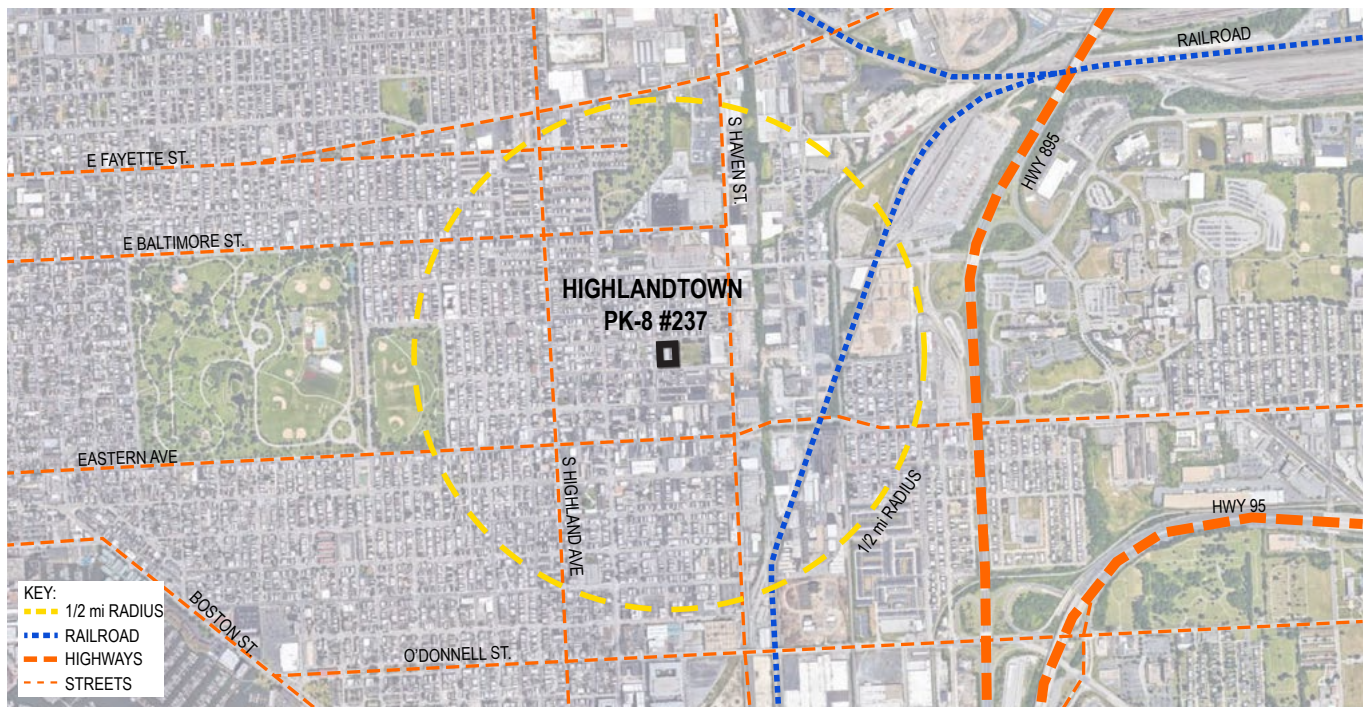 RAILROAD
HWY 895
S HAVEN ST.
E FAYETTE ST.
E BALTIMORE ST.
HIGHLANDTOWN
PK-8 #237
EASTERN AVE
S HIGHLAND AVE
1/2 mi RADIUS
HWY 95
BOSTON ST.
O'DONNELL ST.
KEY:
1/2 mi RADIUS
RAILROAD
HIGHWAYS
STREETS